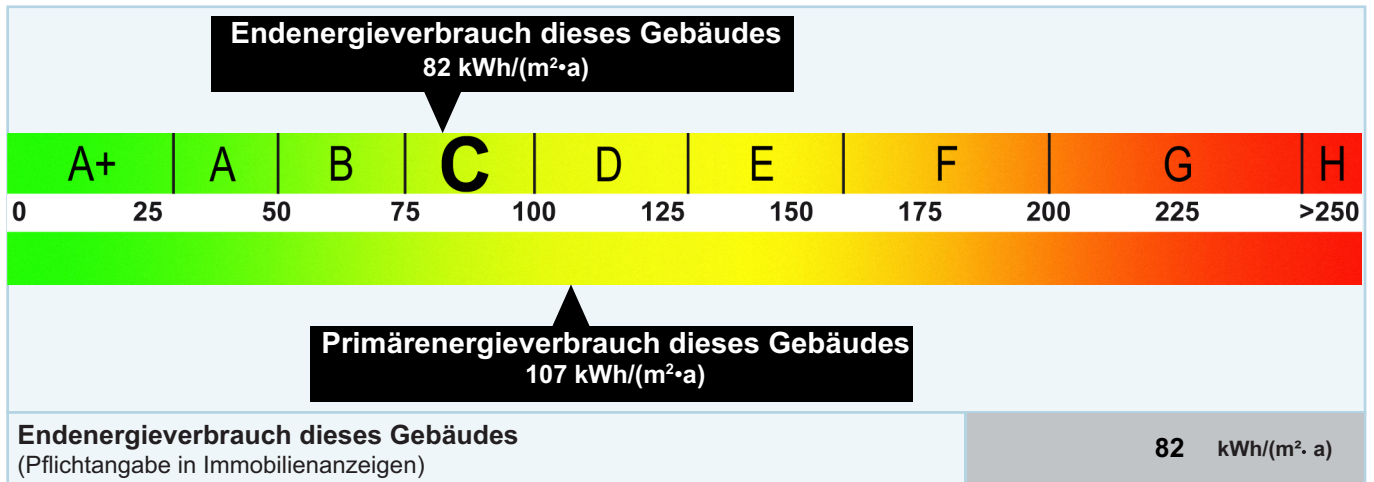 Endenergieverbrauch dieses Gebäudes
82 kWh/(m²•a)
A+ A B C D E F G H
0 25 50 75 100 125 150 175 200 225 >250
Primärenergieverbrauch dieses Gebäudes
107 kWh/(m²•a)
Endenergieverbrauch dieses Gebäudes
(Pflichtangabe in Immobilienanzeigen)
82 kWh/(m²· a)